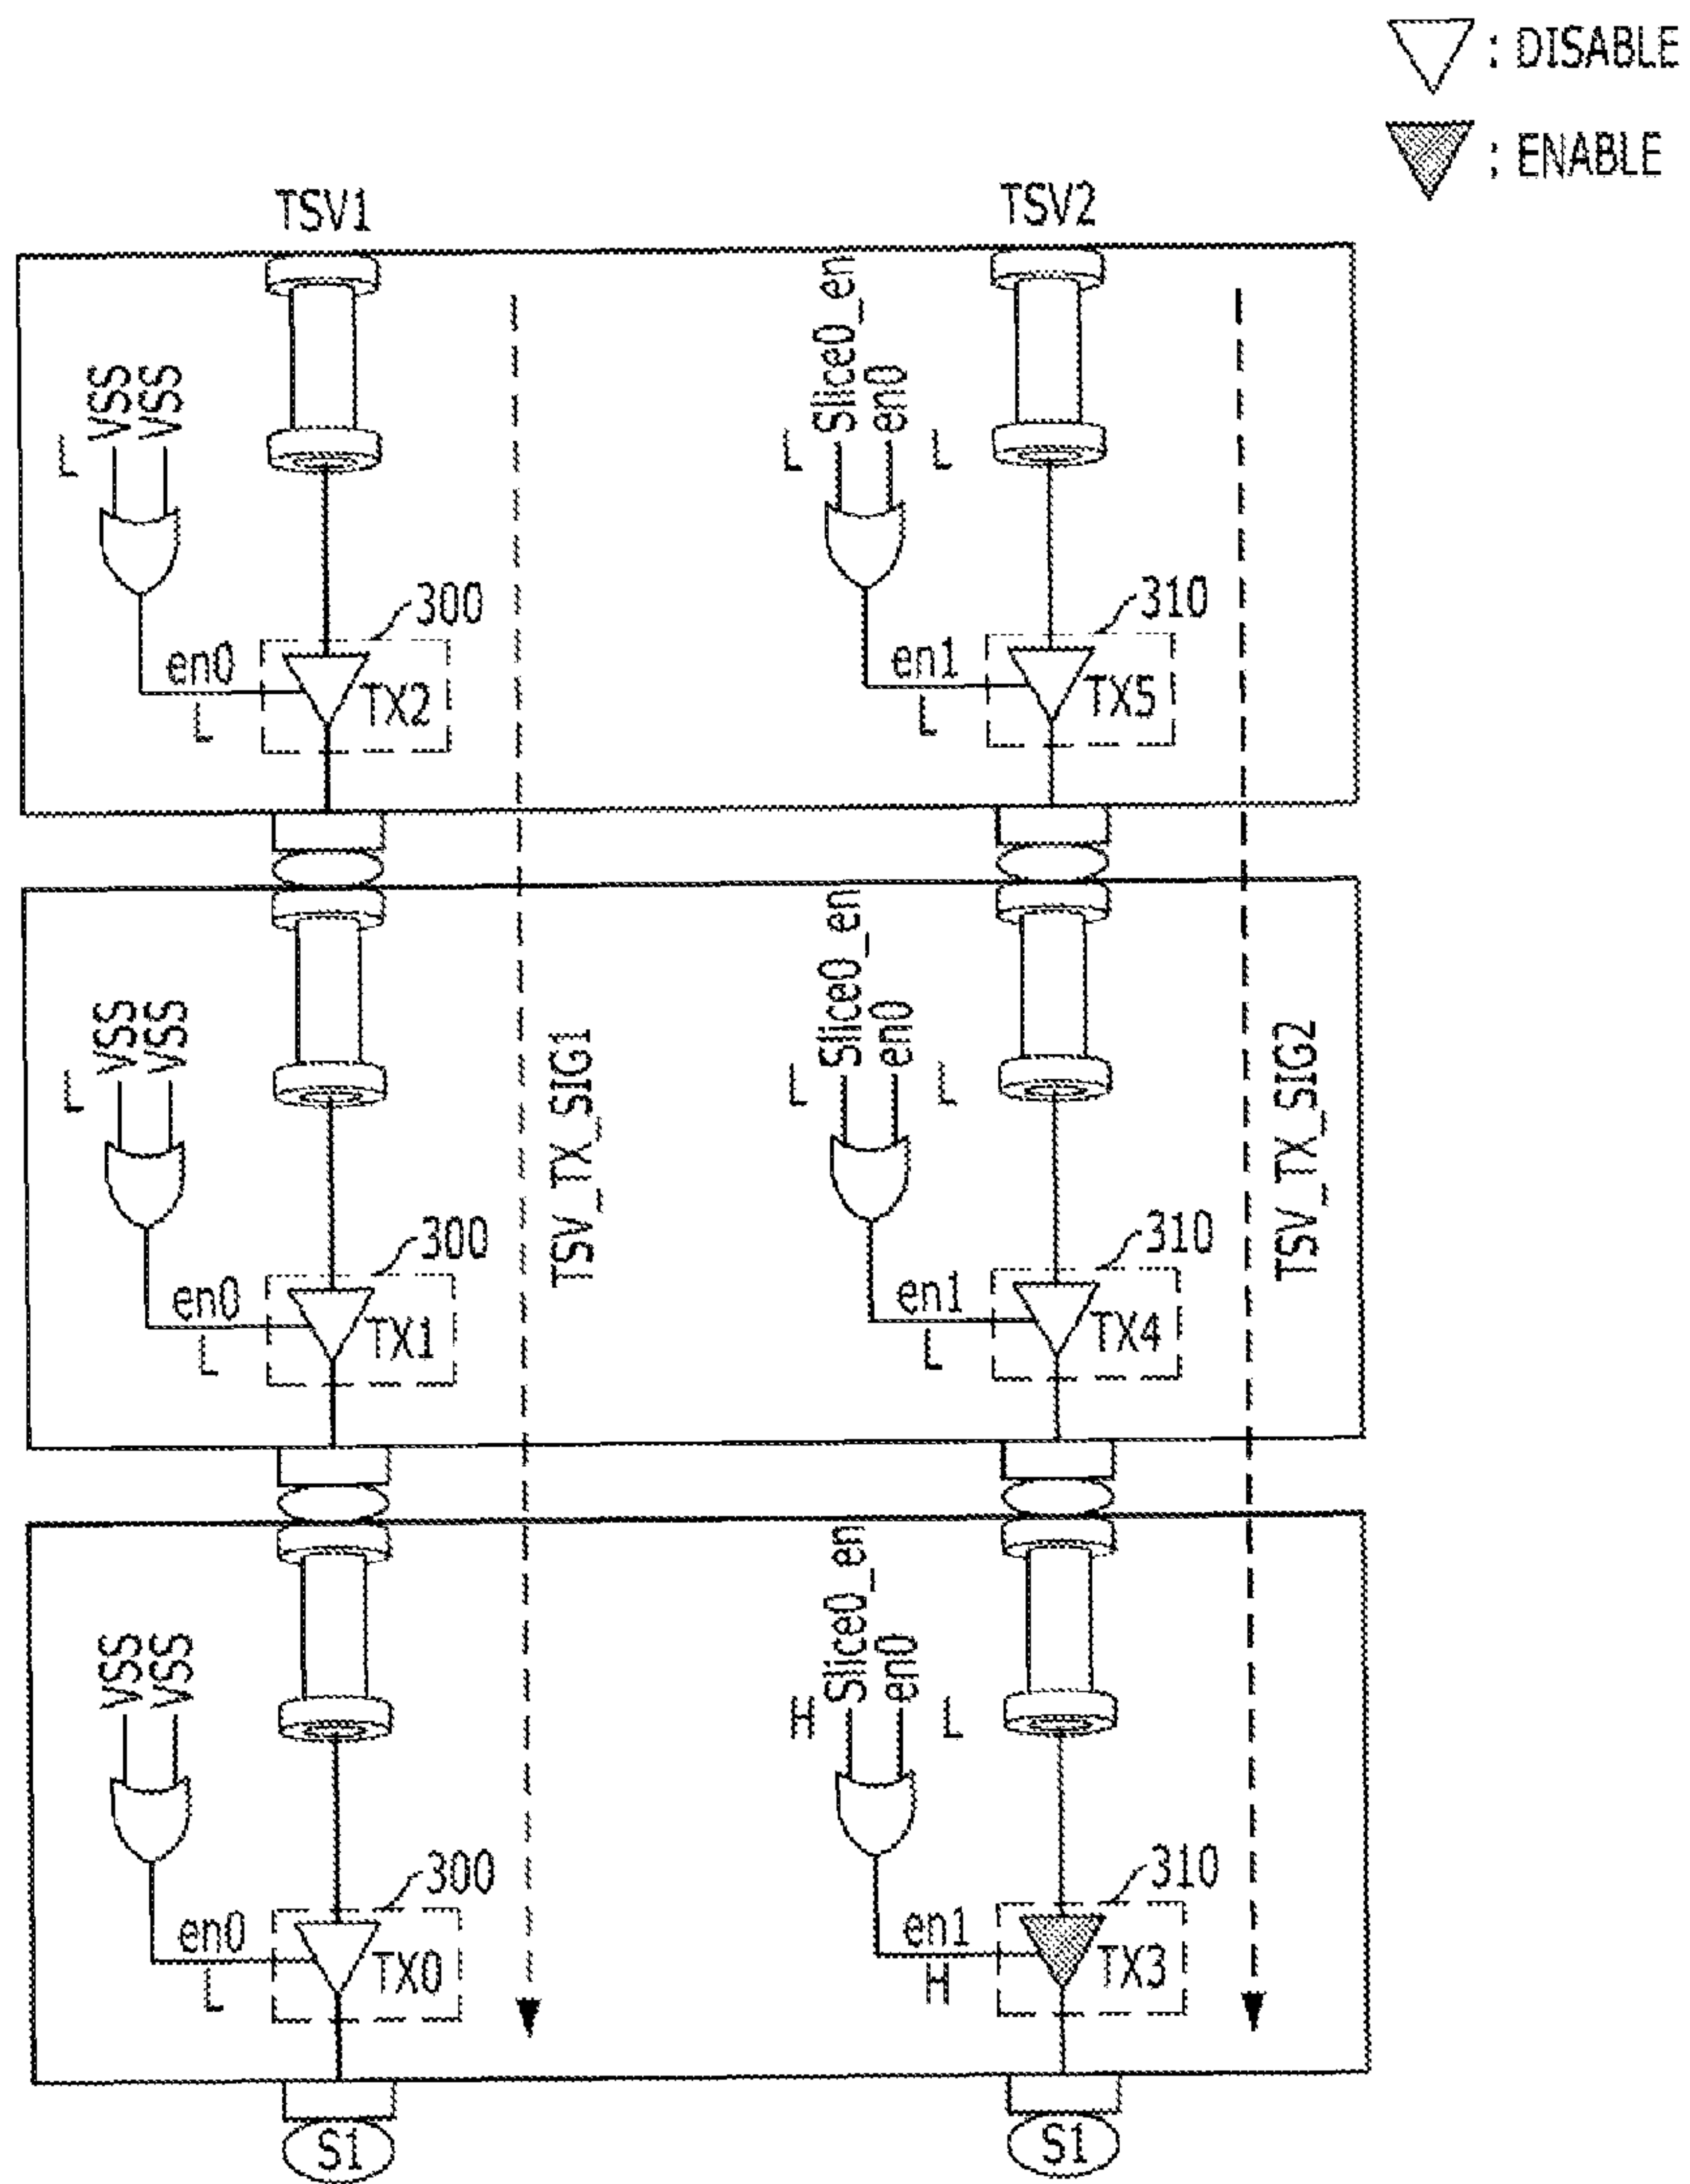 : DISABLE
: ENABLE
TSV1
TSV2
L
VSS
VSS
L
Slice0_en
en0
L
300
310
en0
L
TX2
en1
L
TX5
L
VSS
VSS
L
Slice0_en
en0
L
TSV_TX_SIG1
TSV_TX_SIG2
300
310
en0
L
TX1
en1
L
TX4
VSS
VSS
H
Slice0_en
en0
L
300
310
en0
L
TX0
en1
H
TX3
S1
S1